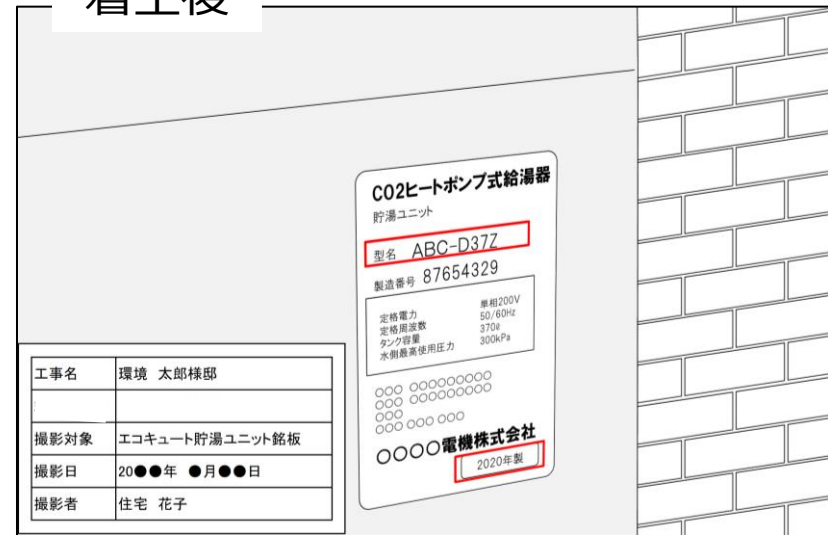 着工後
CO2ヒートポンプ式給湯器
貯湯ユニット
型名 ABC-D37Z
製造番号 87654329
定格電力 単相200V
定格周波数 50/60Hz
タンク容量 370ℓ
水側最高使用圧力 300kPa
○○○ ○○○○○○○○○
○○○ ○○○○○○○○○
○○○
○○○ ○○○ ○○○
○○○○電機株式会社
2020年製
工事名 環境 太郎様邸
撮影対象 エコキュート貯湯ユニット銘板
撮影日 20●●年 ●月●●日
撮影者 住宅 花子